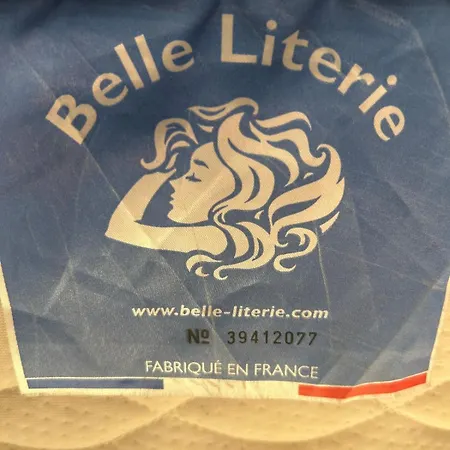 Belle Literie
www.belle-literie.com
Nº 39412077
FABRIQUÉ EN FRANCE